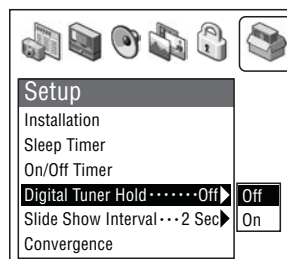 Setup
Installation
Sleep Timer
On/Off Timer
Digital Tuner Hold·······Off Off
Slide Show Interval···2 Sec On
Convergence